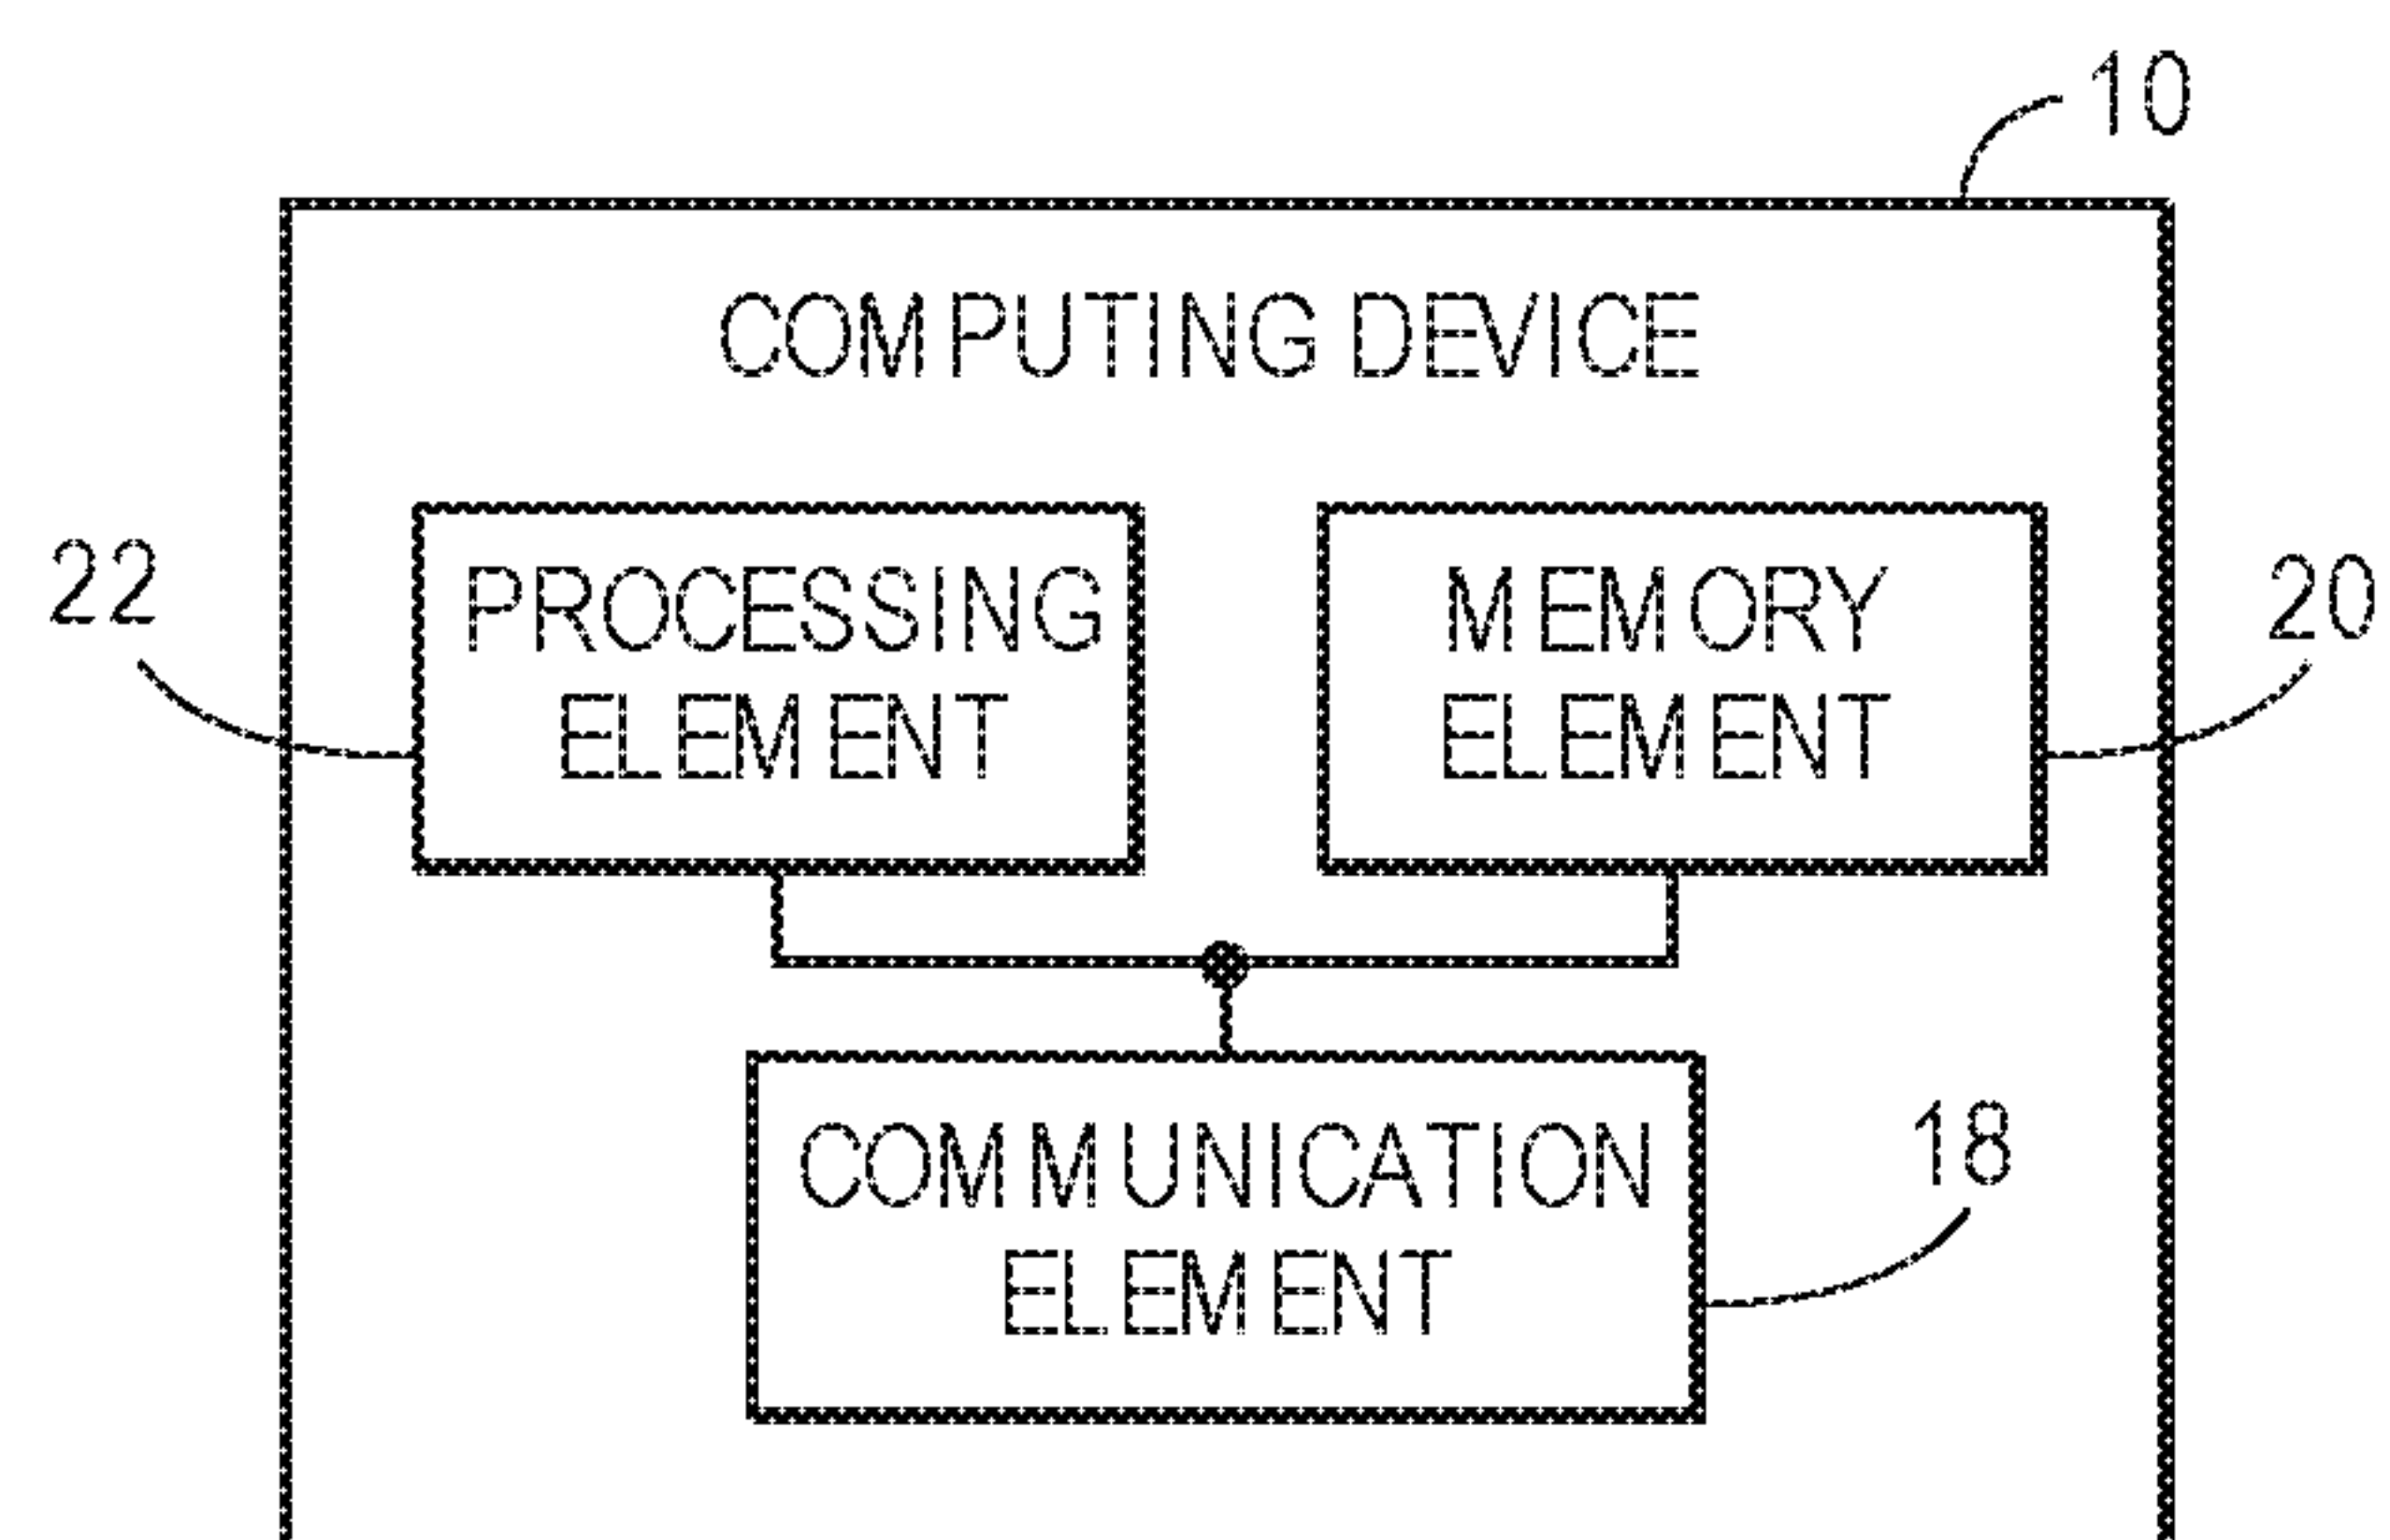 10
COMPUTING DEVICE
22
PROCESSING
ELEMENT
MEMORY
ELEMENT
20
COMMUNICATION
ELEMENT
18